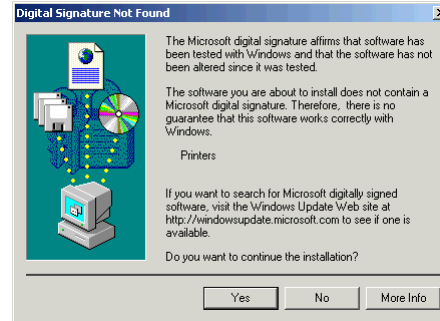 Digital Signature Not Found
The Microsoft digital signature affirms that software has
been tested with Windows and that the software has not
been altered since it was tested.
The software you are about to install does not contain a
Microsoft digital signature. Therefore, there is no
guarantee that this software works correctly with
Windows.
Printers
If you want to search for Microsoft digitally signed
software, visit the Windows Update Web site at
http://windowsupdate.microsoft.com to see if one is
available.
Do you want to continue the installation?
Yes No More Info